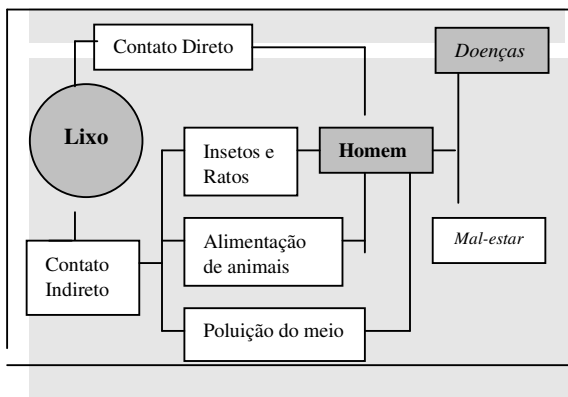 Contato Direto
Doenças
Lixo
Insetos e
Ratos
Homem
Contato
Indireto
Alimentação
de animais
Mal-estar
Poluição do meio